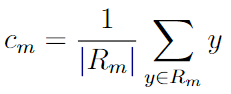 $c_m = \frac{1}{|R_m|} \sum_{y \in R_m} y$